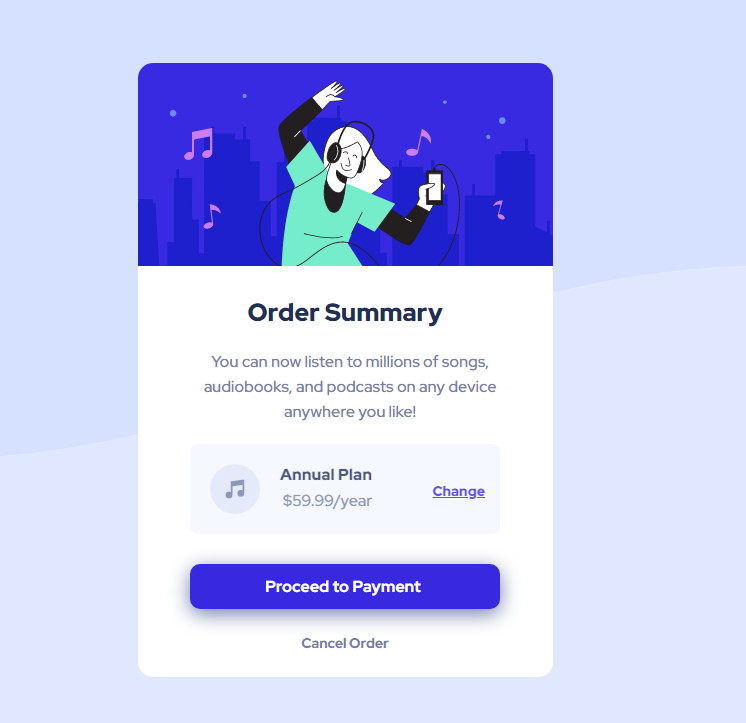 Order Summary
You can now listen to millions of songs,
audiobooks, and podcasts on any device
anywhere you like!
Annual Plan
$59.99/year
Change
Proceed to Payment
Cancel Order